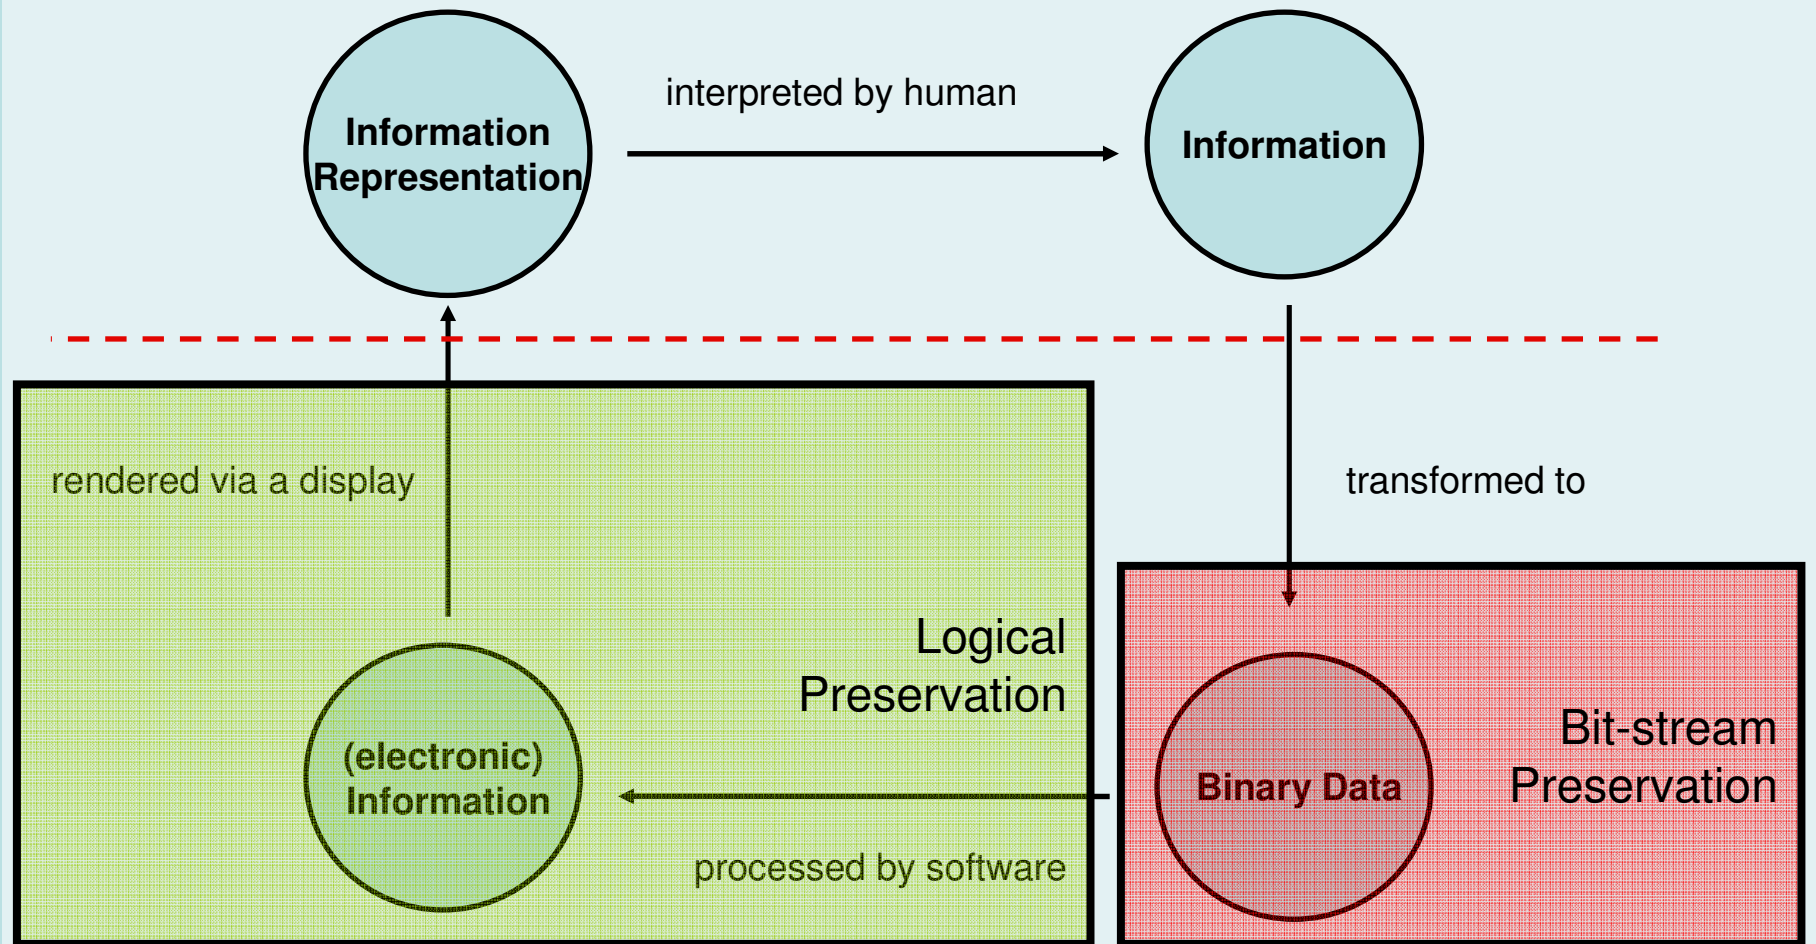 interpreted by human
Information
Representation
Information
rendered via a display
transformed to
Logical
Preservation
(electronic)
Information
Binary Data
Bit-stream
Preservation
processed by software